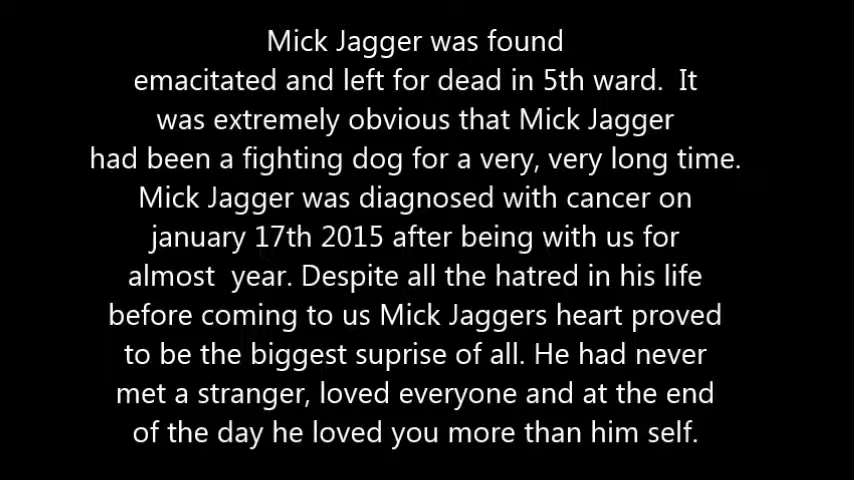 Mick Jagger was found
emacitated and left for dead in 5th ward.  It
was extremely obvious that Mick Jagger
had been a fighting dog for a very, very long time.
Mick Jagger was diagnosed with cancer on
january 17th 2015 after being with us for
almost  year. Despite all the hatred in his life
before coming to us Mick Jaggers heart proved
to be the biggest suprise of all. He had never
met a stranger, loved everyone and at the end
of the day he loved you more than him self.